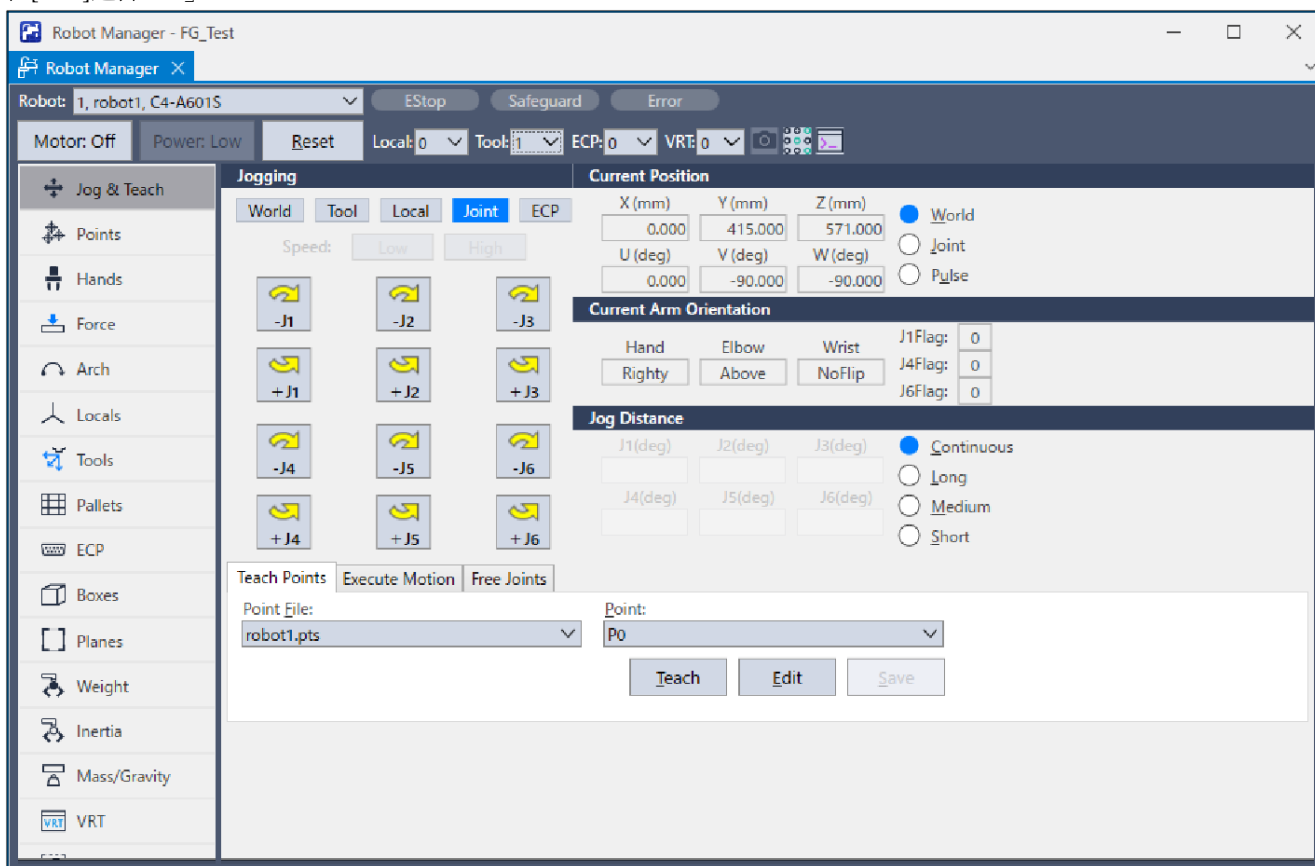 Robot Manager - FG_Test
Robot Manager
Robot: 1, robot1, C4-A601S EStop Safeguard Error
Motor: Off Power: Low Reset Local: 0 Tool: 1 ECP: 0 VRT: 0
Jog & Teach
Points
Hands
Force
Arch
Locals
Tools
Pallets
ECP
Boxes
Planes
Weight
Inertia
Mass/Gravity
VRT
Jogging
World Tool Local Joint ECP
Speed: Low High
-J1 -J2 -J3
+J1 +J2 +J3
-J4 -J5 -J6
+J4 +J5 +J6
Current Position
X (mm) Y (mm) Z (mm)
0.000 415.000 571.000
U (deg) V (deg) W (deg)
0.000 -90.000 -90.000
World
Joint
Pulse
Current Arm Orientation
Hand Elbow Wrist
Righty Above NoFlip
J1Flag: 0
J4Flag: 0
J6Flag: 0
Jog Distance
J1(deg) J2(deg) J3(deg)
J4(deg) J5(deg) J6(deg)
Continuous
Long
Medium
Short
Teach Points Execute Motion Free Joints
Point File: Point:
robot1.pts P0
Teach Edit Save